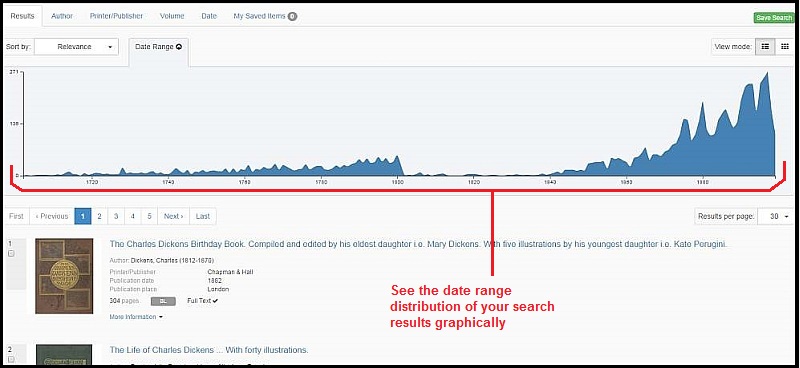 Results Author Printer/Publisher Volume Date My Saved Items 0 Save Search
Sort by: Relevance Date Range View mode:
271
0
1720 1740 1760 1780 1800 1820 1840 1860 1880
First ‹ Previous 1 2 3 4 5 Next › Last Results per page: 30
1 The Charles Dickens Birthday Book. Compiled and edited by his eldest daughter i.e. Mary Dickens. With five illustrations by his youngest daughter i.e. Kate Perugini.
Author: Dickens, Charles (1812-1870)
Printer/Publisher Chapman & Hall
Publication date 1882
Publication place London
304 pages BL Full Text
More Information
See the date range
distribution of your search
results graphically
2 The Life of Charles Dickens ... With forty illustrations.